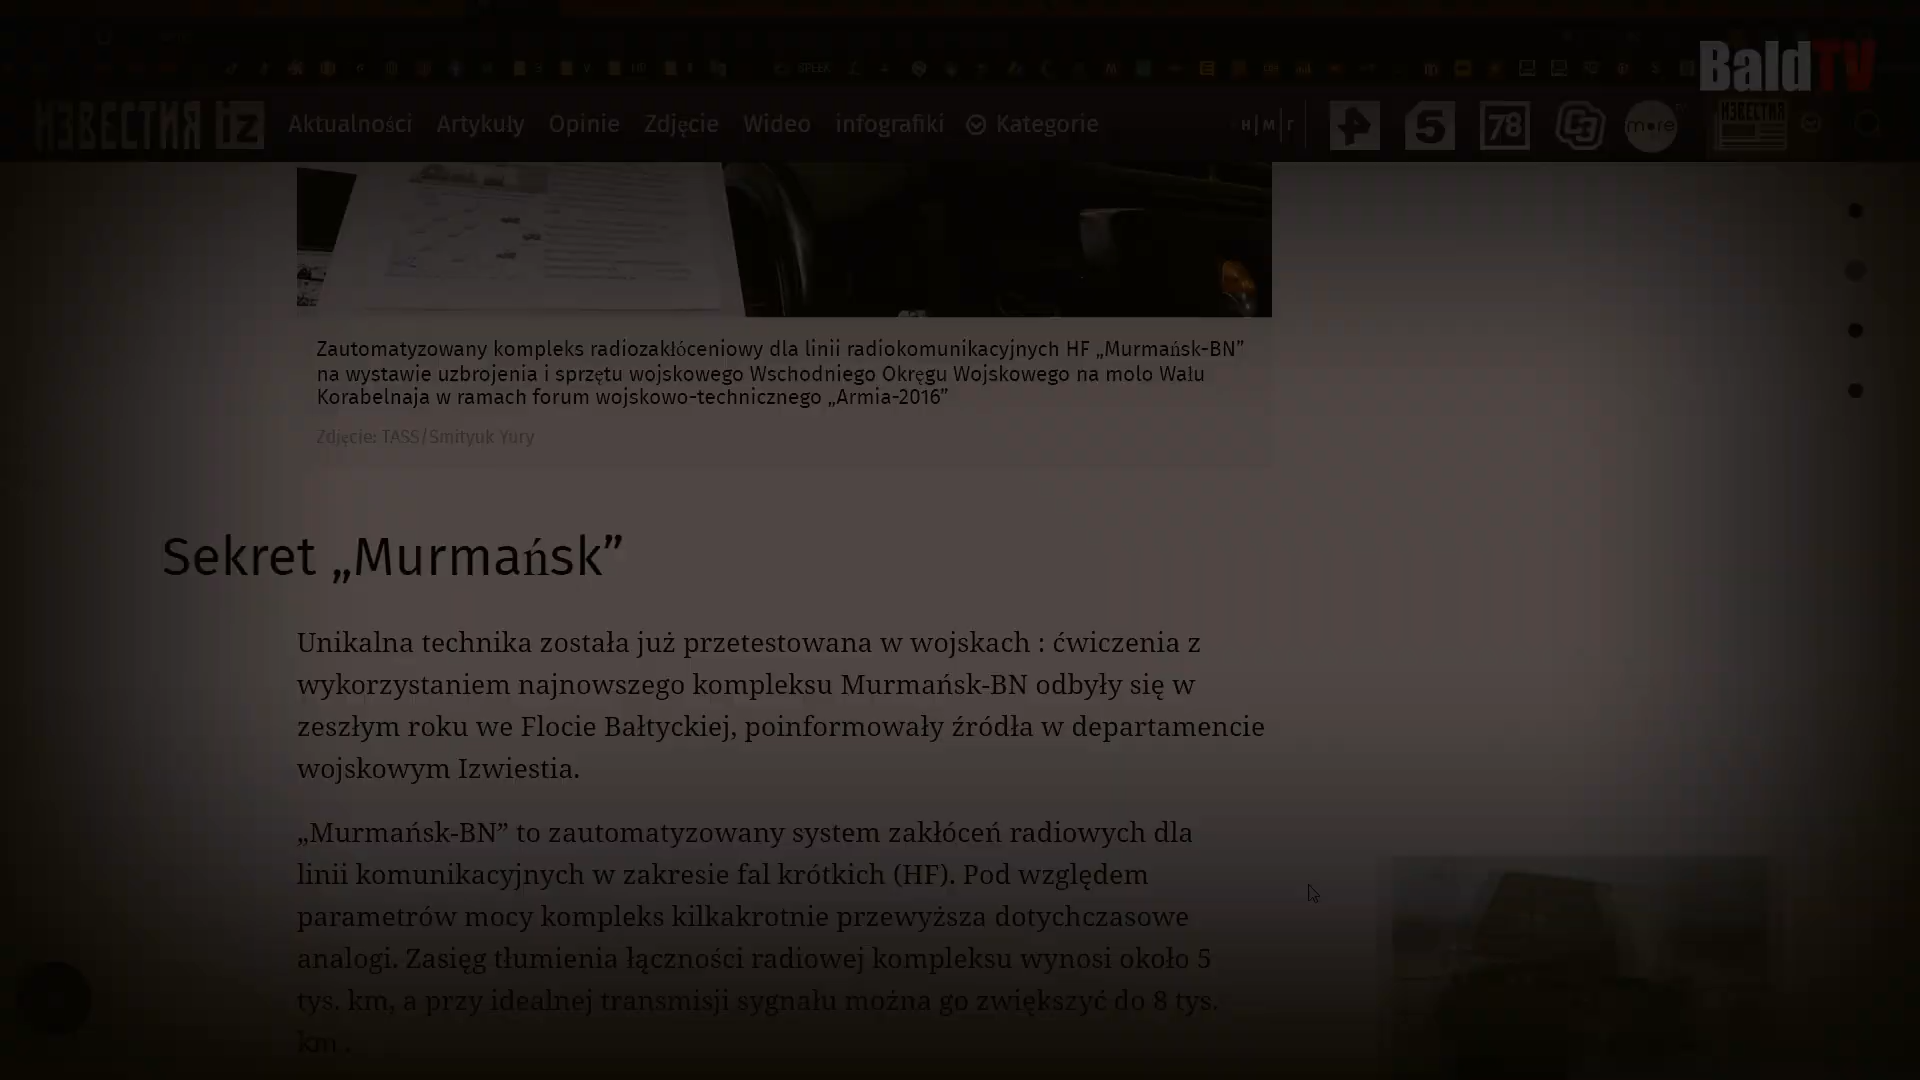 BaldTV
SPEEK
ИЗВЕСТИЯ iz Aktualności Artykuły Opinie Zdjęcie Wideo infografiki Kategorie Н|М|Г 5 78 m•re ИЗВЕСТИЯ
Zautomatyzowany kompleks radiozakłóceniowy dla linii radiokomunikacyjnych HF „Murmańsk-BN”
na wystawie uzbrojenia i sprzętu wojskowego Wschodniego Okręgu Wojskowego na molo Wału
Korabelnaja w ramach forum wojskowo-technicznego „Armia-2016”
Zdjęcie: TASS/Smityuk Yury
Sekret „Murmańsk”
Unikalna technika została już przetestowana w wojskach : ćwiczenia z
wykorzystaniem najnowszego kompleksu Murmańsk-BN odbyły się w
zeszłym roku we Flocie Bałtyckiej, poinformowały źródła w departamencie
wojskowym Izwiestia.
„Murmańsk-BN” to zautomatyzowany system zakłóceń radiowych dla
linii komunikacyjnych w zakresie fal krótkich (HF). Pod względem
parametrów mocy kompleks kilkakrotnie przewyższa dotychczasowe
analogi. Zasięg tłumienia łączności radiowej kompleksu wynosi około 5
tys. km, a przy idealnej transmisji sygnału można go zwiększyć do 8 tys.
km .